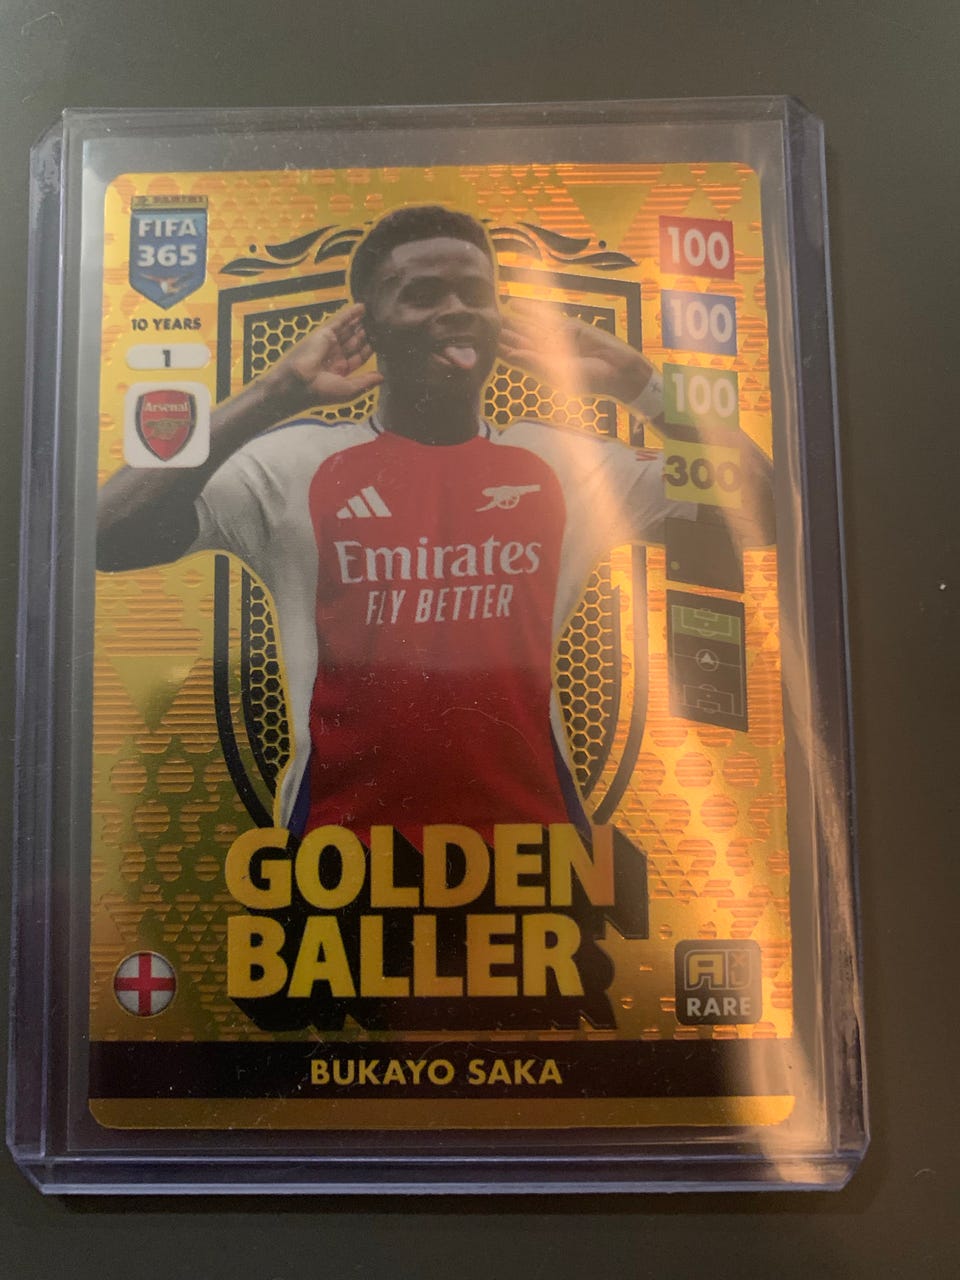 PANINI
FIFA
365
10 YEARS
1
Arsenal
100
100
100
300
Emirates
FLY BETTER
GOLDEN
BALLER
RARE
BUKAYO SAKA